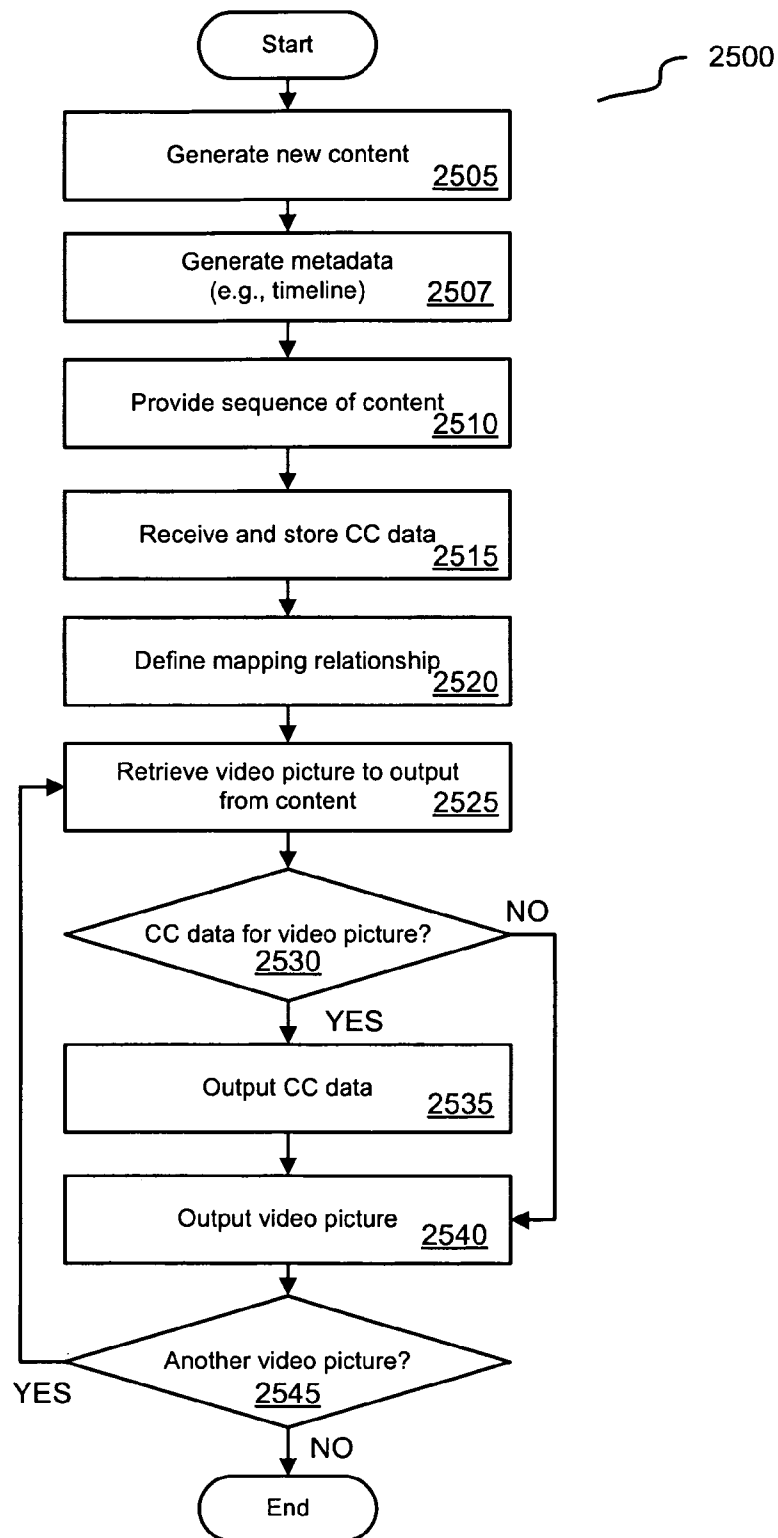 Start
2500
Generate new content
2505
Generate metadata
(e.g., timeline)
2507
Provide sequence of content
2510
Receive and store CC data
2515
Define mapping relationship
2520
Retrieve video picture to output
from content
2525
CC data for video picture?
2530
NO
YES
Output CC data
2535
Output video picture
2540
Another video picture?
2545
YES
NO
End